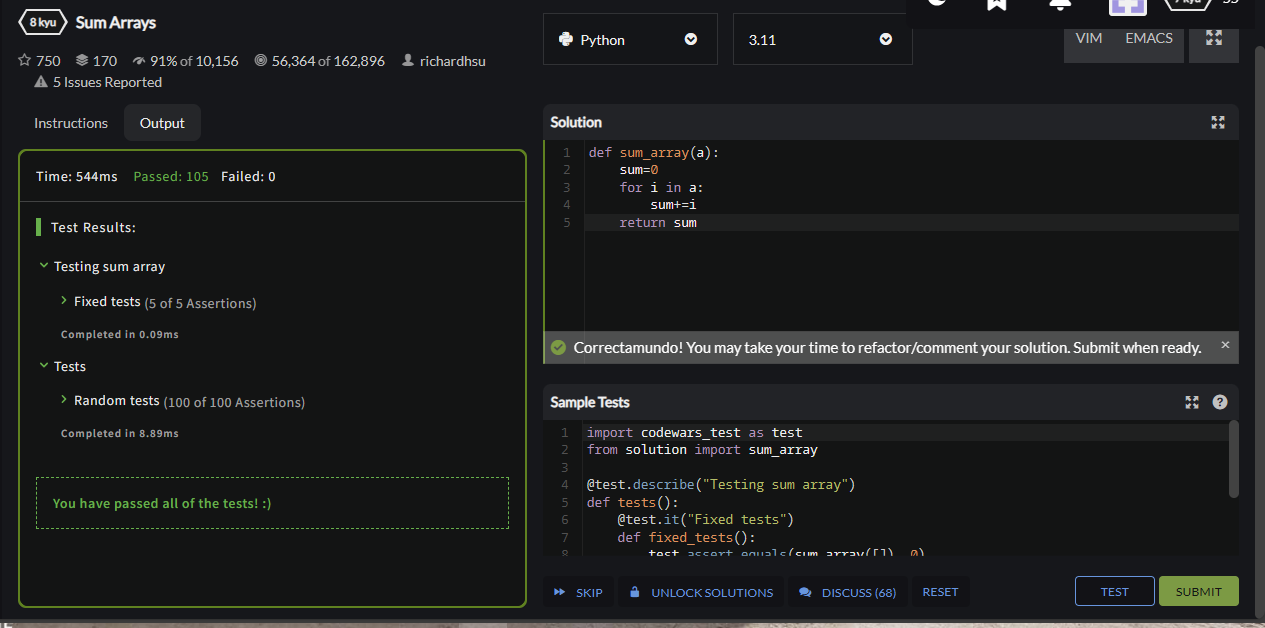 8 kyu Sum Arrays
750 170 91% of 10,156 56,364 of 162,896 richardhsu
5 Issues Reported
Instructions Output
Time: 544ms Passed: 105 Failed: 0
Test Results:
Testing sum array
Fixed tests (5 of 5 Assertions)
Completed in 0.09ms
Tests
Random tests (100 of 100 Assertions)
Completed in 8.89ms
You have passed all of the tests! :)
Python 3.11 VIM EMACS
Solution
1 def sum_array(a):
2 sum=0
3 for i in a:
4 sum+=i
5 return sum
Correctamundo! You may take your time to refactor/comment your solution. Submit when ready. ×
Sample Tests ?
1 import codewars_test as test
2 from solution import sum_array
3
4 @test.describe("Testing sum array")
5 def tests():
6 @test.it("Fixed tests")
7 def fixed_tests():
8 test.assert_equals(sum_array([]), 0)
SKIP UNLOCK SOLUTIONS DISCUSS (68) RESET TEST SUBMIT